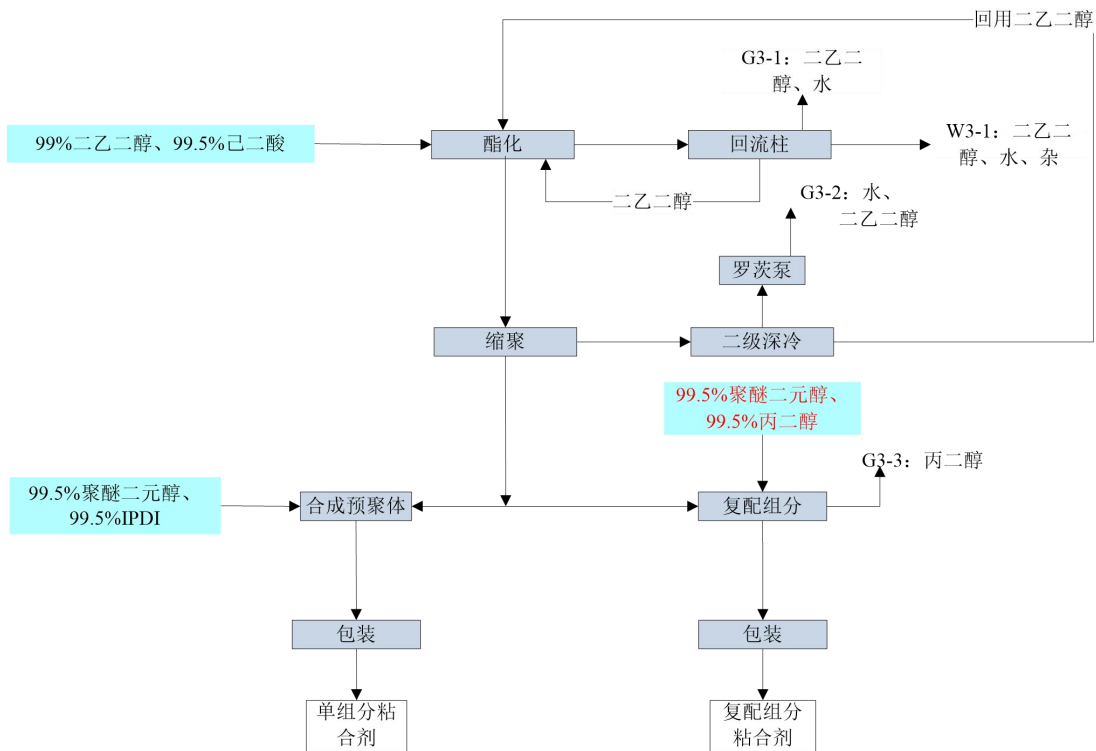 回用二乙二醇
G3-1：二乙二
醇、水
99%二乙二醇、99.5%己二酸
酯化
回流柱
W3-1：二乙二
醇、水、杂
二乙二醇
G3-2：水、
二乙二醇
罗茨泵
缩聚
二级深冷
99.5%聚醚二元醇、
99.5%丙二醇
G3-3：丙二醇
99.5%聚醚二元醇、
99.5%IPDI
合成预聚体
复配组分
包装
包装
单组分粘
合剂
复配组分
粘合剂